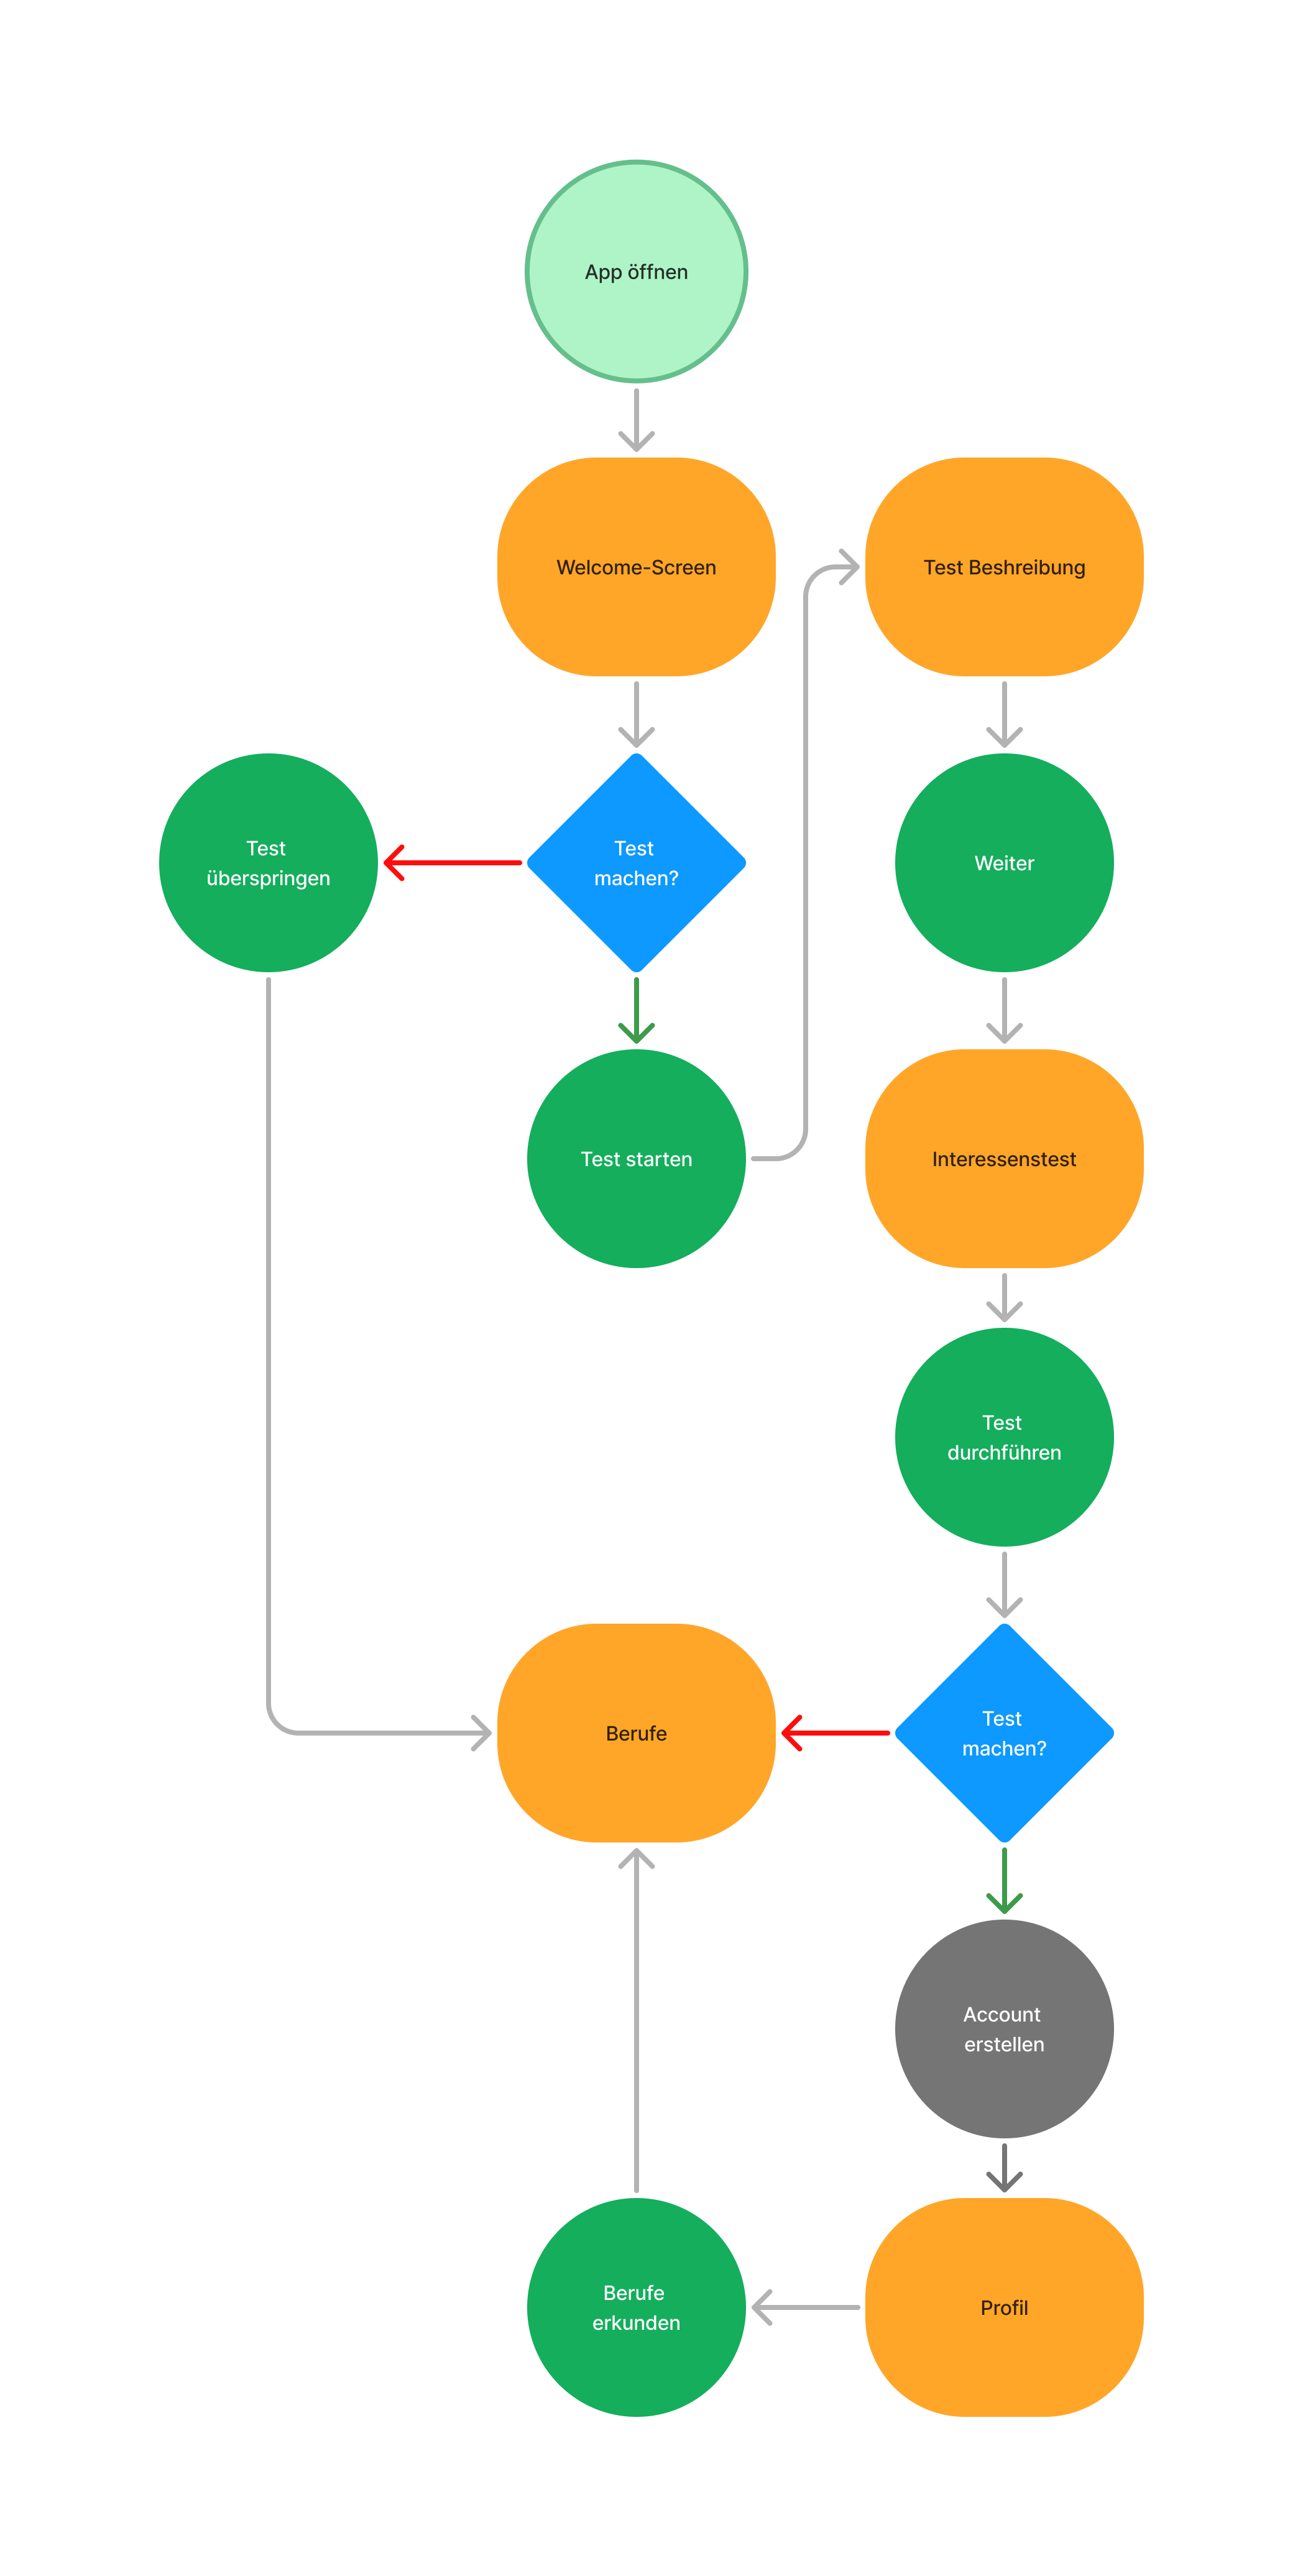 App öffnen
Welcome-Screen
Test Beshreibung
Test
überspringen
Test
machen?
Weiter
Test starten
Interessenstest
Test
durchführen
Berufe
Test
machen?
Account
erstellen
Berufe
erkunden
Profil